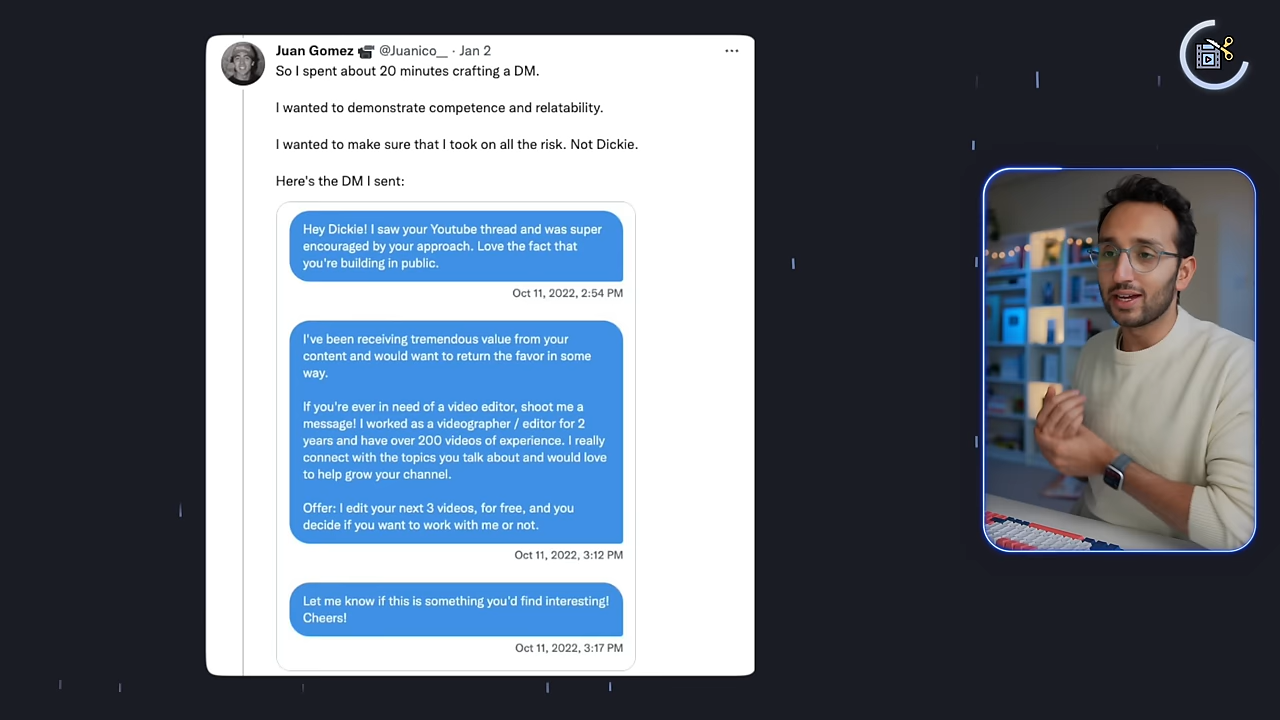 Juan Gomez 📹 @Juanico__ · Jan 2
So I spent about 20 minutes crafting a DM.
I wanted to demonstrate competence and relatability.
I wanted to make sure that I took on all the risk. Not Dickie.
Here's the DM I sent:
Hey Dickie! I saw your Youtube thread and was super
encouraged by your approach. Love the fact that
you're building in public.
Oct 11, 2022, 2:54 PM
I've been receiving tremendous value from your
content and would want to return the favor in some
way.
If you're ever in need of a video editor, shoot me a
message! I worked as a videographer / editor for 2
years and have over 200 videos of experience. I really
connect with the topics you talk about and would love
to help grow your channel.
Offer: I edit your next 3 videos, for free, and you
decide if you want to work with me or not.
Oct 11, 2022, 3:12 PM
Let me know if this is something you'd find interesting!
Cheers!
Oct 11, 2022, 3:17 PM